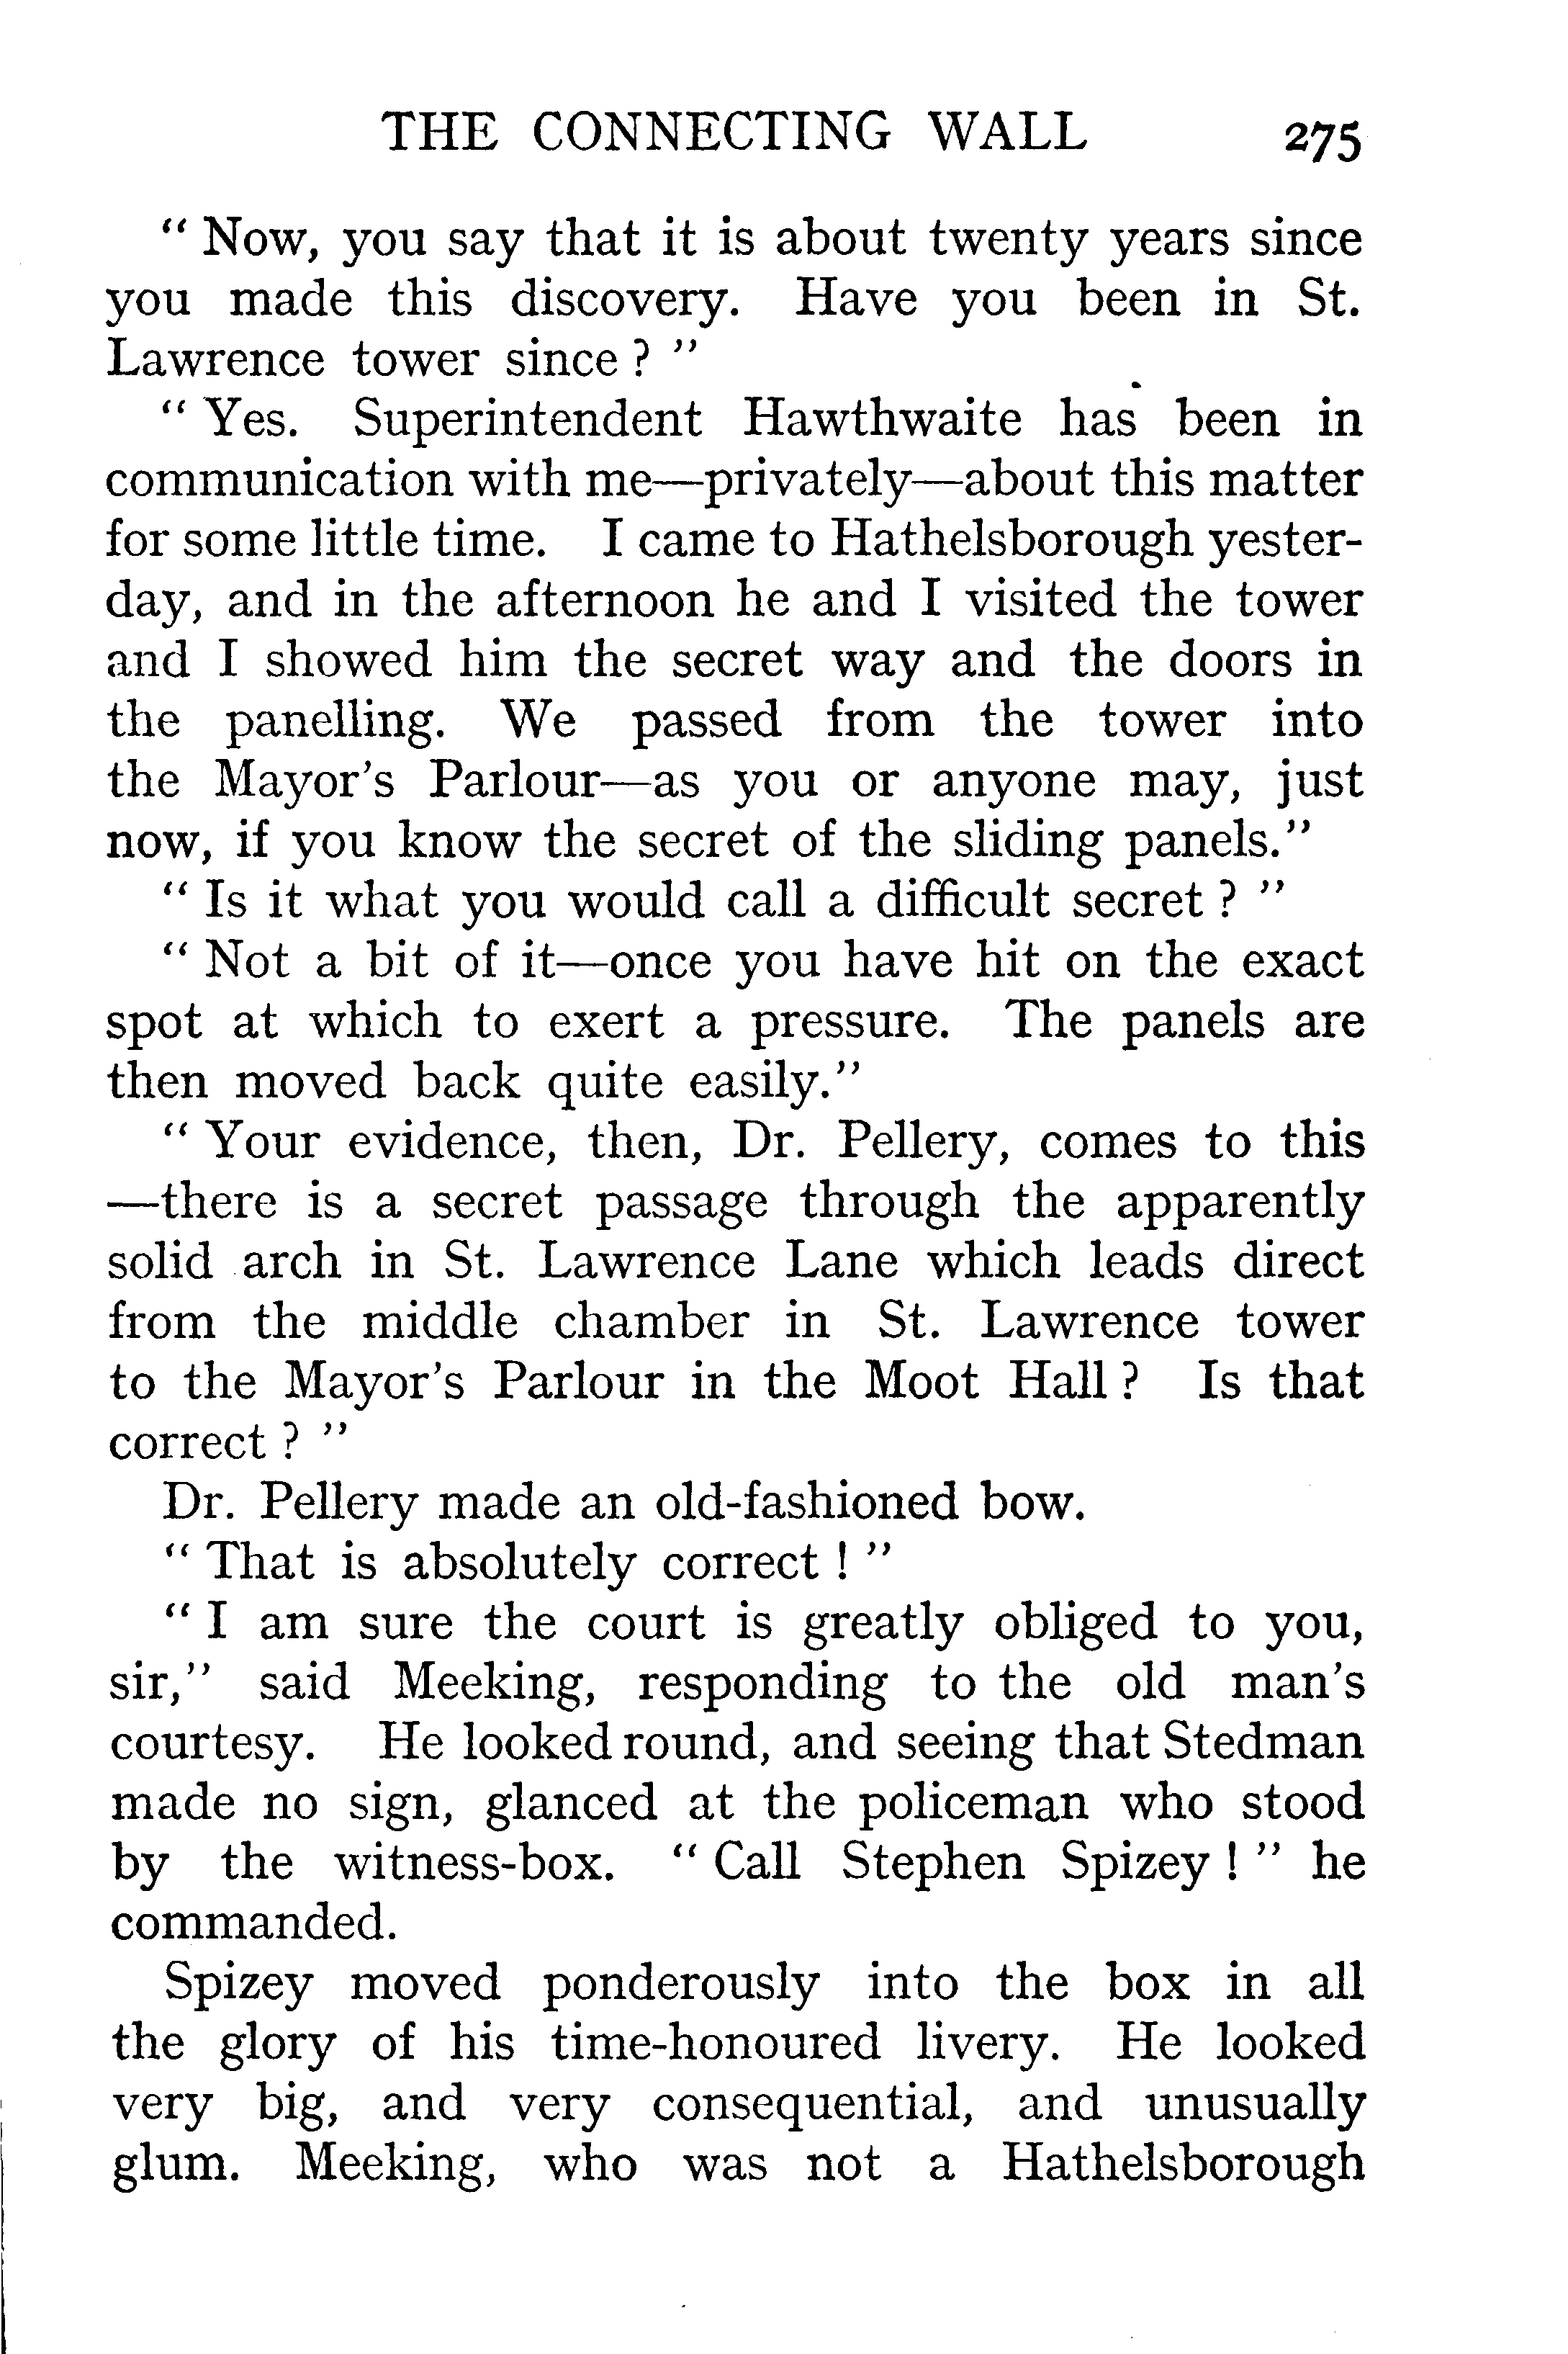 THE CONNECTING WALL 275
“ Now, you say that it is about twenty years since
you made this discovery. Have you been in St.
Lawrence tower since ? ”
“ Yes. Superintendent Hawthwaite has been in
communication with me—privately—about this matter
for some little time. I came to Hathelsborough yester-
day, and in the afternoon he and I visited the tower
and I showed him the secret way and the doors in
the panelling. We passed from the tower into
the Mayor’s Parlour—as you or anyone may, just
now, if you know the secret of the sliding panels.”
“ Is it what you would call a difficult secret ? ”
“ Not a bit of it—once you have hit on the exact
spot at which to exert a pressure. The panels are
then moved back quite easily.”
“ Your evidence, then, Dr. Pellery, comes to this
—there is a secret passage through the apparently
solid arch in St. Lawrence Lane which leads direct
from the middle chamber in St. Lawrence tower
to the Mayor’s Parlour in the Moot Hall ? Is that
correct ? ”
Dr. Pellery made an old-fashioned bow.
“ That is absolutely correct ! ”
“ I am sure the court is greatly obliged to you,
sir,” said Meeking, responding to the old man’s
courtesy. He looked round, and seeing that Stedman
made no sign, glanced at the policeman who stood
by the witness-box. “ Call Stephen Spizey ! ” he
commanded.
Spizey moved ponderously into the box in all
the glory of his time-honoured livery. He looked
very big, and very consequential, and unusually
glum. Meeking, who was not a Hathelsborough